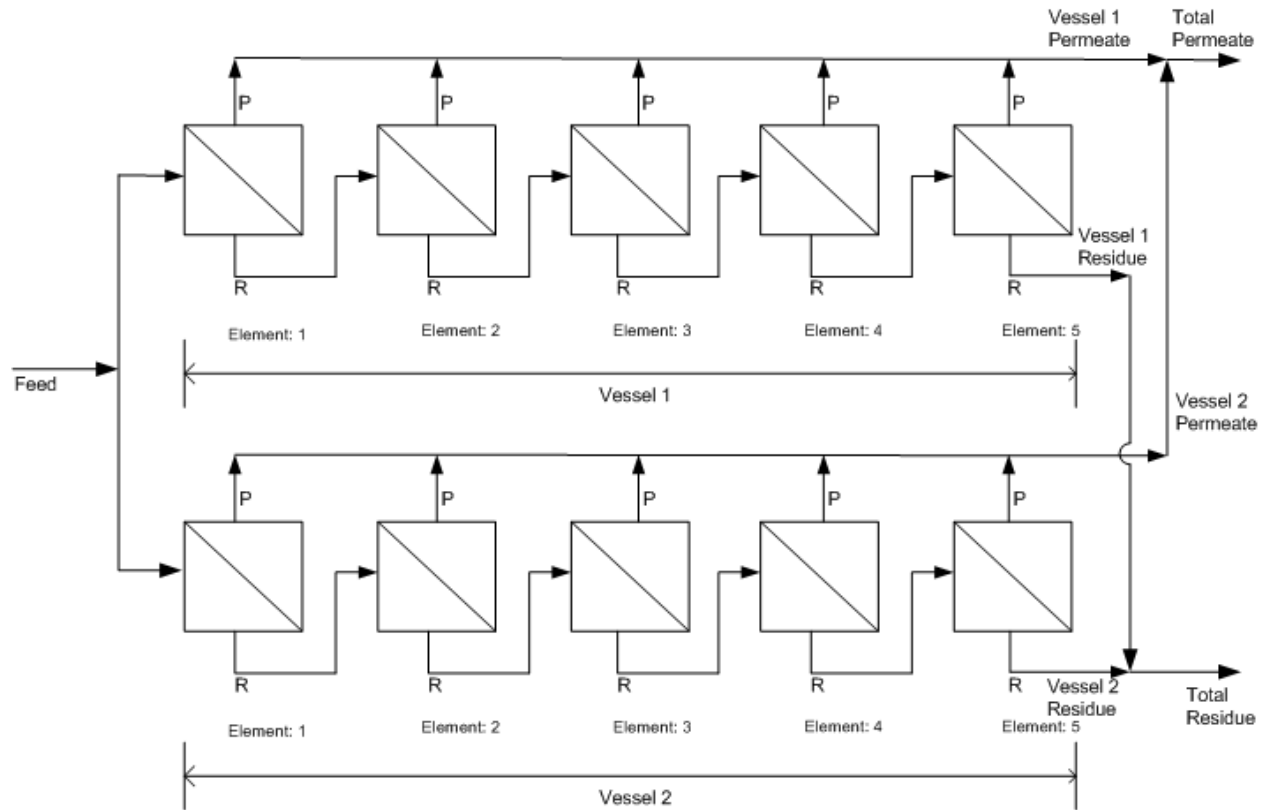 Vessel 1
Permeate
Total
Permeate
P
P
P
P
P
Vessel 1
Residue
R
R
R
R
R
Element: 1
Element: 2
Element: 3
Element: 4
Element: 5
Feed
Vessel 1
Vessel 2
Permeate
P
P
P
P
P
R
R
R
R
R
Vessel 2
Residue
Total
Residue
Element: 1
Element: 2
Element: 3
Element: 4
Element: 5
Vessel 2